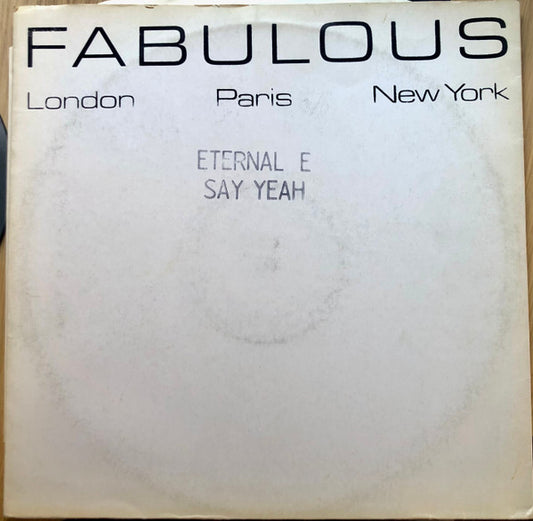 FABULOUS
London Paris New York
ETERNAL E
SAY YEAH